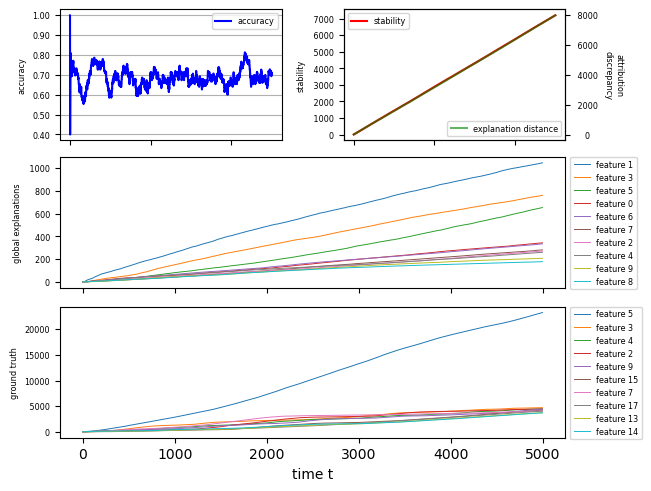 1.00
0.90
0.80
0.70
0.60
0.50
0.40
accuracy
accuracy
7000
6000
5000
4000
3000
2000
1000
0
stability
stability
explanation distance
8000
6000
4000
2000
0
attribution
discrepancy
1000
800
600
400
200
0
global explanations
feature 1
feature 3
feature 5
feature 0
feature 6
feature 7
feature 2
feature 4
feature 9
feature 8
20000
15000
10000
5000
0
ground truth
feature 5
feature 3
feature 4
feature 2
feature 9
feature 15
feature 7
feature 17
feature 13
feature 14
0 1000 2000 3000 4000 5000
time t